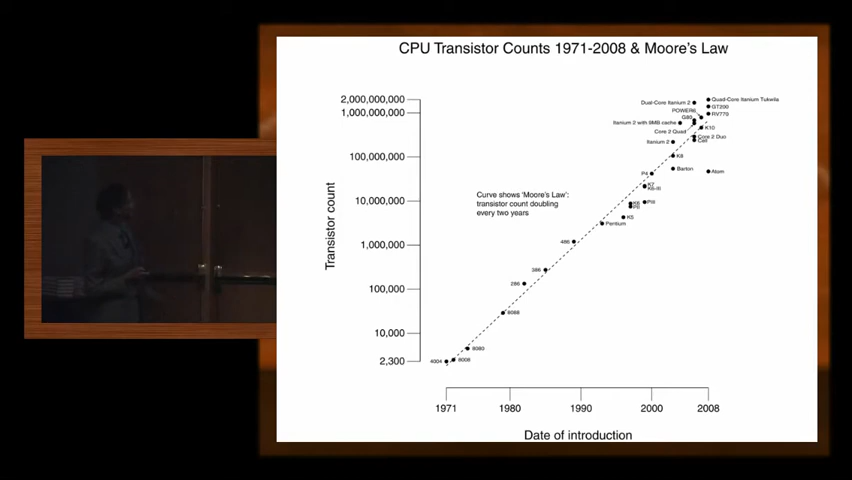 CPU Transistor Counts 1971-2008 & Moore's Law
Transistor count
2,000,000,000
1,000,000,000
100,000,000
10,000,000
1,000,000
100,000
10,000
2,300
Curve shows 'Moore's Law':
transistor count doubling
every two years
Quad-Core Itanium Tukwila
Dual-Core Itanium 2
GT200
POWER6
RV770
G80
Itanium 2 with 9MB cache
K10
Core 2 Quad
Core 2 Duo
Cell
Itanium 2
K8
Barton
Atom
P4
K7
K6-III
K6
PIII
PII
K5
Pentium
486
386
286
8088
8080
8008
4004
1971
1980
1990
2000
2008
Date of introduction